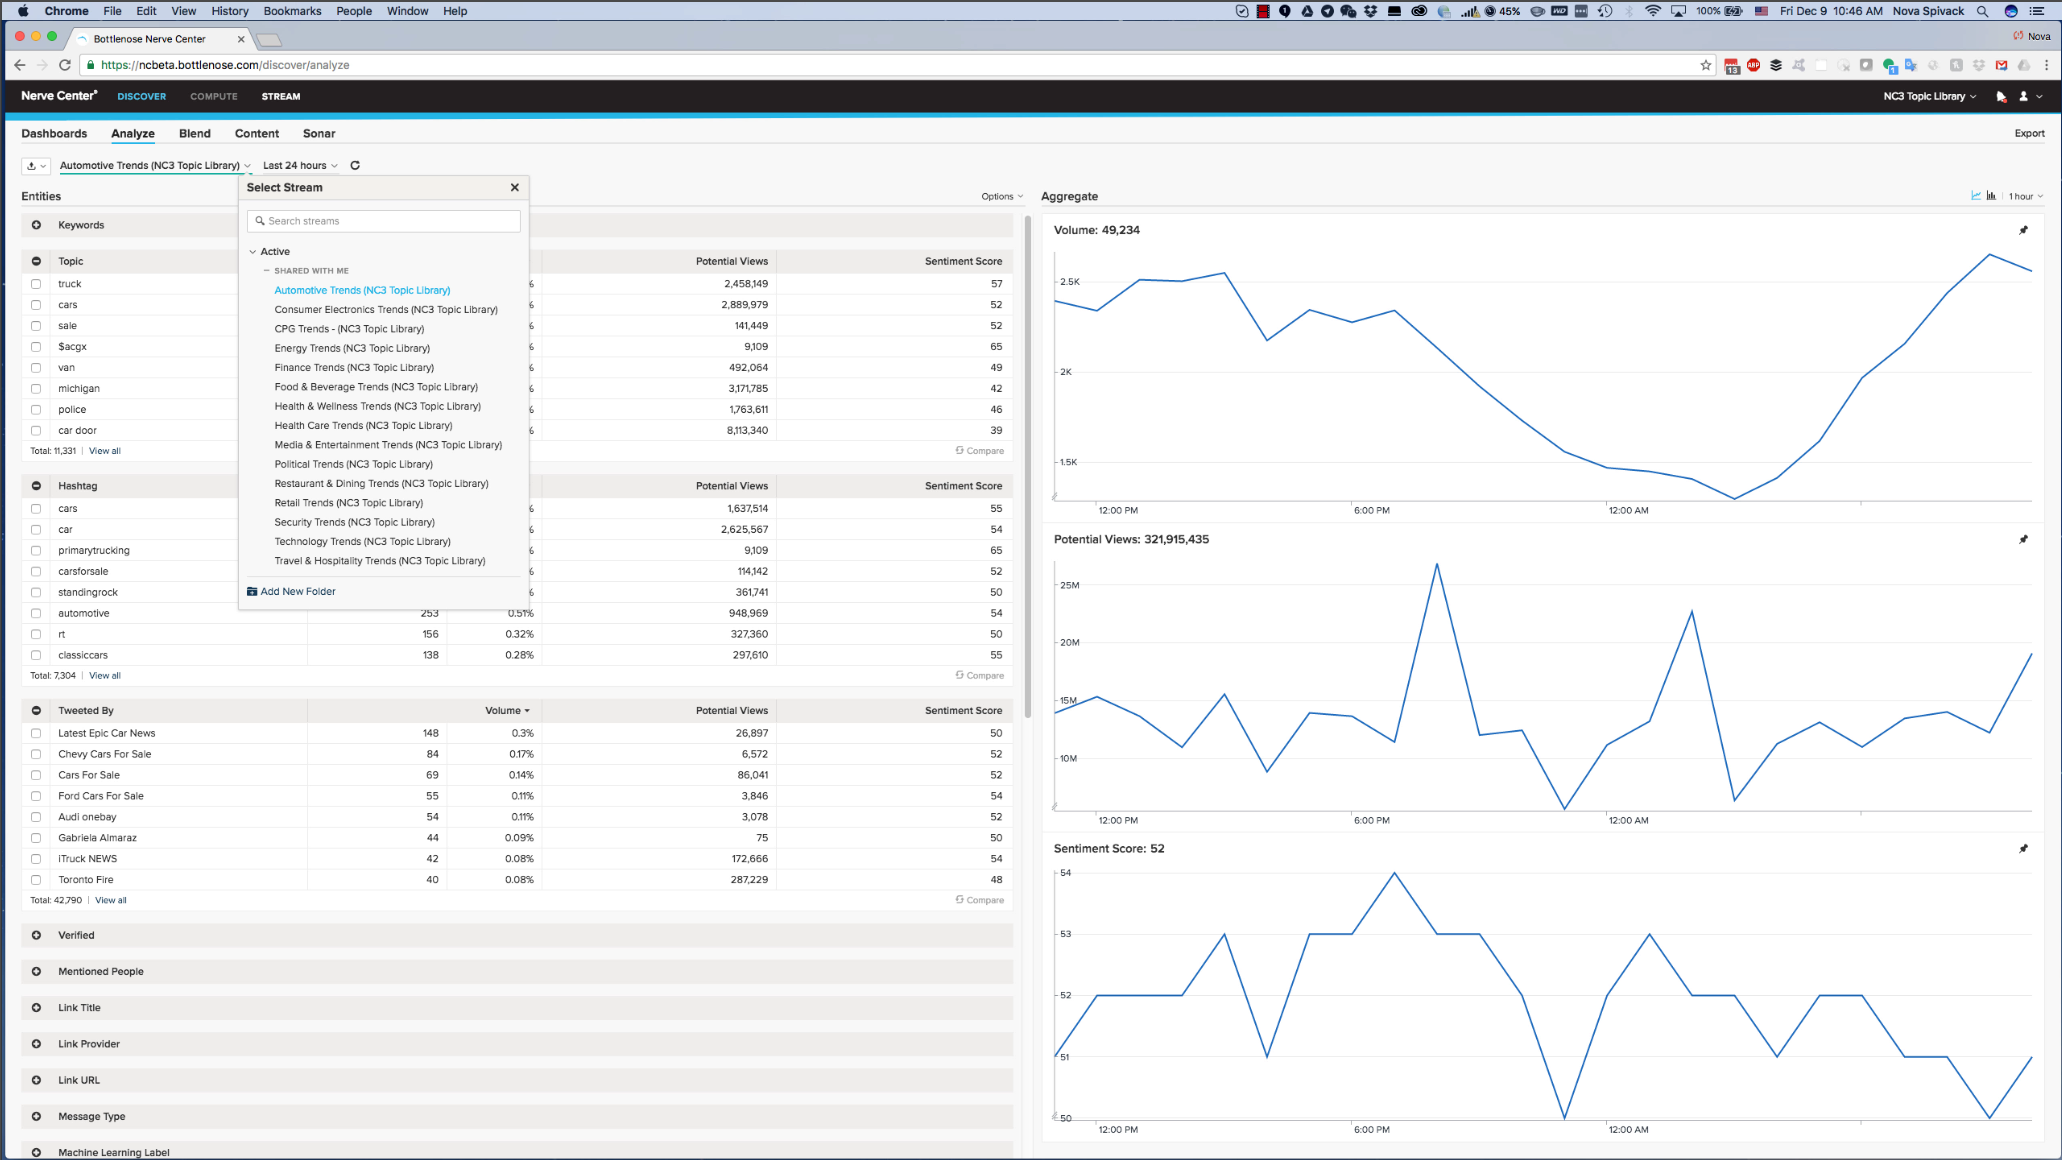 Chrome File Edit View History Bookmarks People Window Help 45% 100% Fri Dec 9 10:46 AM Nova Spivack
Bottlenose Nerve Center Nova
https://ncbeta.bottlenose.com/discover/analyze 13 ABP 1
Nerve Center® DISCOVER COMPUTE STREAM NC3 Topic Library
Dashboards Analyze Blend Content Sonar Export
Automotive Trends (NC3 Topic Library) Last 24 hours
Select Stream
Search streams
Active
SHARED WITH ME
Automotive Trends (NC3 Topic Library)
Consumer Electronics Trends (NC3 Topic Library)
CPG Trends - (NC3 Topic Library)
Energy Trends (NC3 Topic Library)
Finance Trends (NC3 Topic Library)
Food & Beverage Trends (NC3 Topic Library)
Health & Wellness Trends (NC3 Topic Library)
Health Care Trends (NC3 Topic Library)
Media & Entertainment Trends (NC3 Topic Library)
Political Trends (NC3 Topic Library)
Restaurant & Dining Trends (NC3 Topic Library)
Retail Trends (NC3 Topic Library)
Security Trends (NC3 Topic Library)
Technology Trends (NC3 Topic Library)
Travel & Hospitality Trends (NC3 Topic Library)
Add New Folder
Entities Options
Keywords
Topic Potential Views Sentiment Score
truck % 2,458,149 57
cars % 2,889,979 52
sale % 141,449 52
$acgx % 9,109 65
van % 492,064 49
michigan % 3,171,785 42
police % 1,763,611 46
car door % 8,113,340 39
Total: 11,331 | View all Compare
Hashtag Potential Views Sentiment Score
cars % 1,637,514 55
car % 2,625,567 54
primarytrucking % 9,109 65
carsforsale % 114,142 52
standingrock % 361,741 50
automotive 253 0.51% 948,969 54
rt 156 0.32% 327,360 50
classiccars 138 0.28% 297,610 55
Total: 7,304 | View all Compare
Tweeted By Volume Potential Views Sentiment Score
Latest Epic Car News 148 0.3% 26,897 50
Chevy Cars For Sale 84 0.17% 6,572 52
Cars For Sale 69 0.14% 86,041 52
Ford Cars For Sale 55 0.11% 3,846 54
Audi onebay 54 0.11% 3,078 52
Gabriela Almaraz 44 0.09% 75 50
iTruck NEWS 42 0.08% 172,666 54
Toronto Fire 40 0.08% 287,229 48
Total: 42,790 | View all Compare
Verified
Mentioned People
Link Title
Link Provider
Link URL
Message Type
Machine Learning Label
Aggregate 1 hour
Volume: 49,234
2.5K
2K
1.5K
12:00 PM 6:00 PM 12:00 AM
Potential Views: 321,915,435
25M
20M
15M
10M
12:00 PM 6:00 PM 12:00 AM
Sentiment Score: 52
54
53
52
51
50
12:00 PM 6:00 PM 12:00 AM